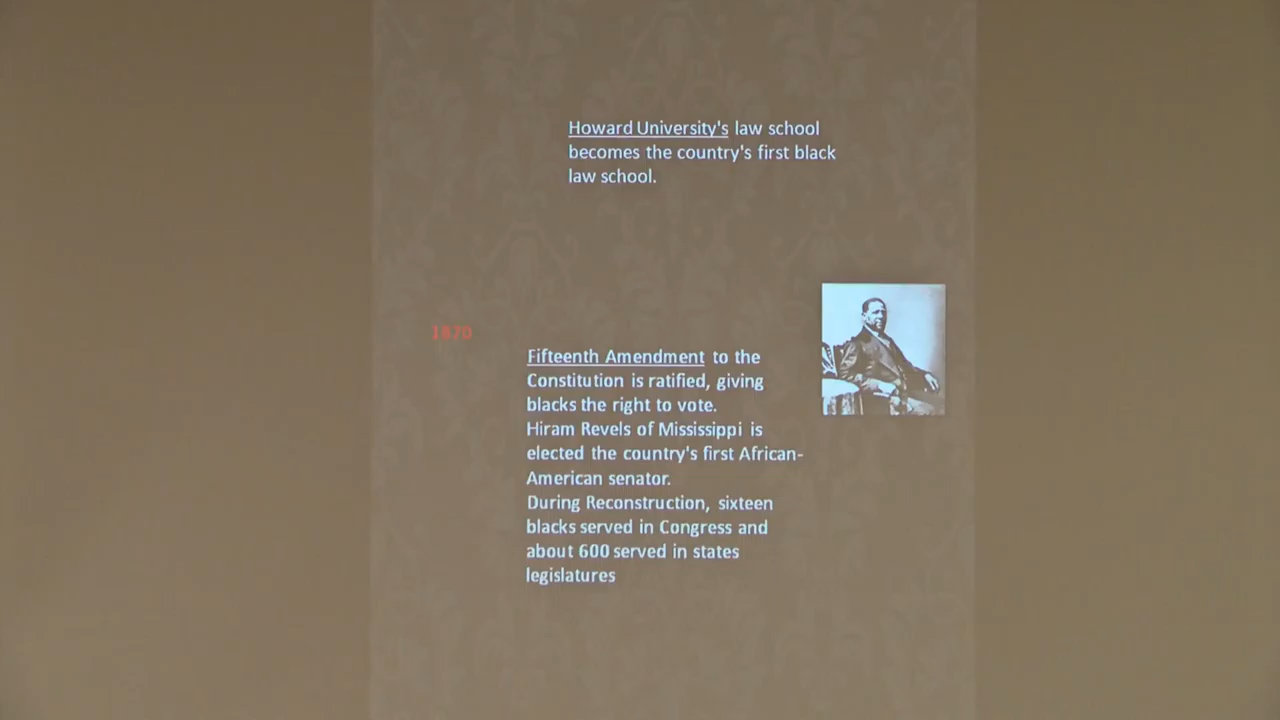 Howard University's law school
becomes the country's first black
law school.
1870
Fifteenth Amendment to the
Constitution is ratified, giving
blacks the right to vote.
Hiram Revels of Mississippi is
elected the country's first African-
American senator.
During Reconstruction, sixteen
blacks served in Congress and
about 600 served in states
legislatures